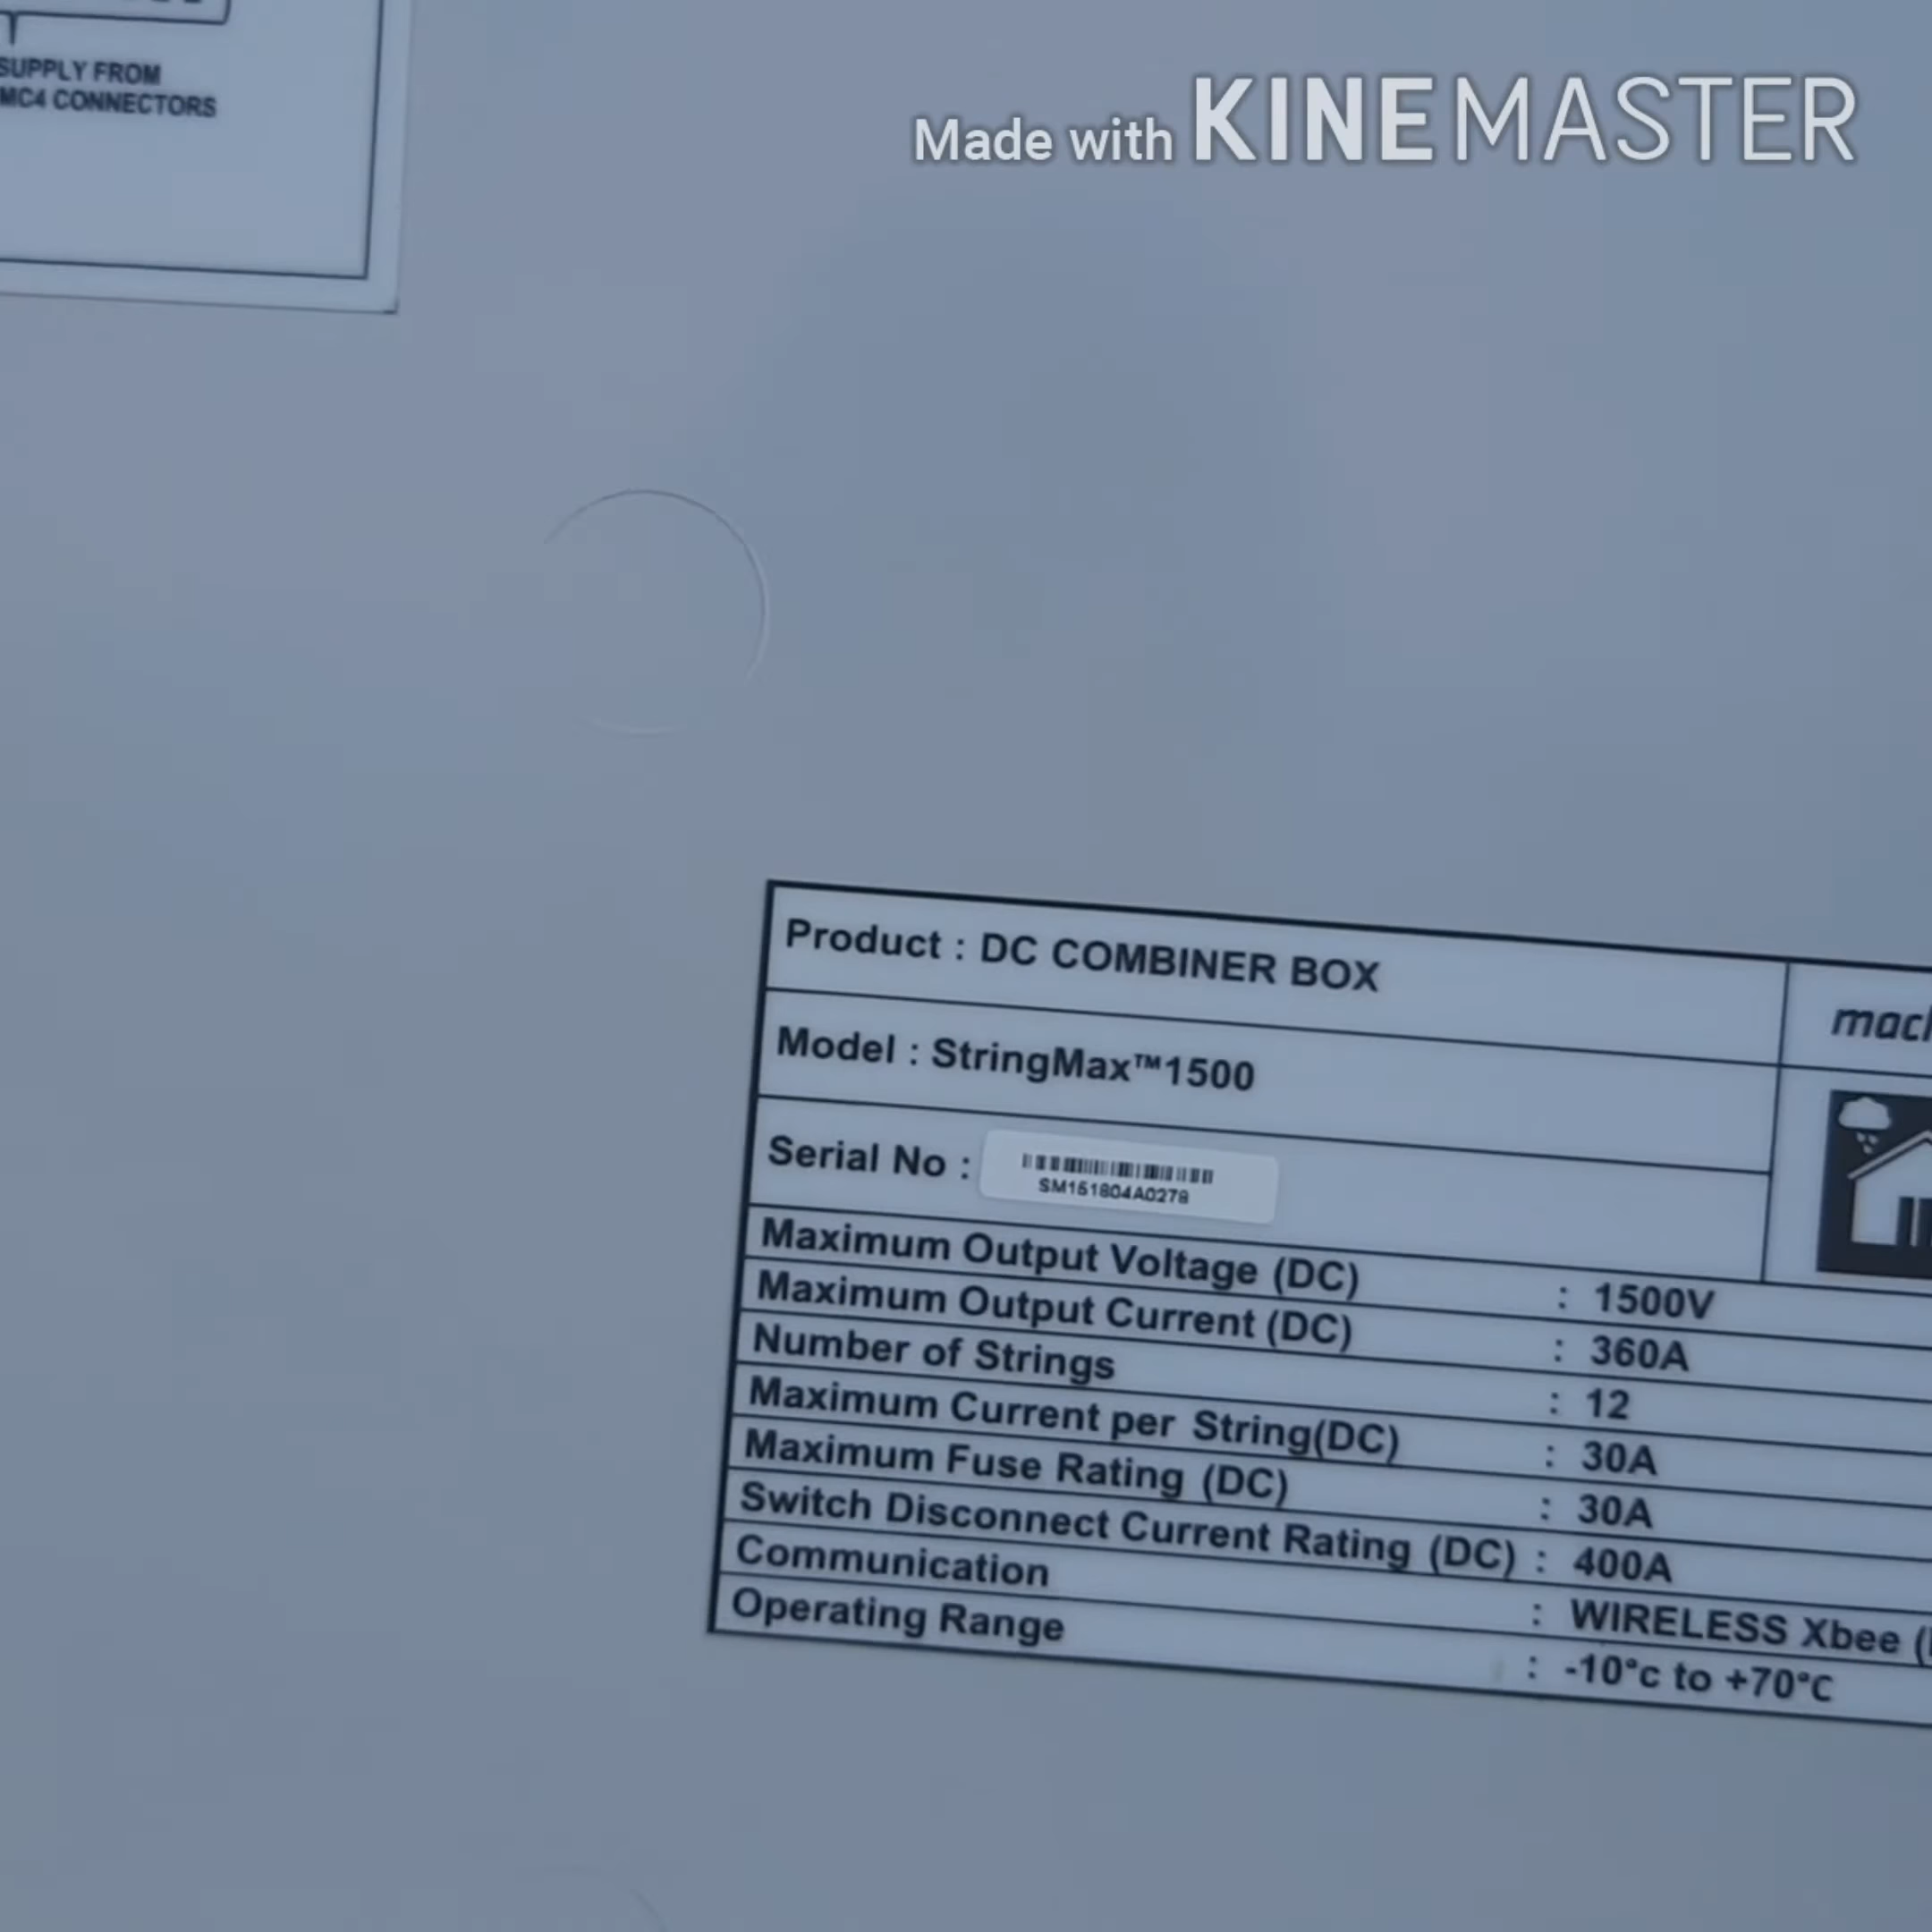 SUPPLY FROM
MC4 CONNECTORS
Made with KINEMASTER
Product : DC COMBINER BOX
Model : StringMax™1500
Serial No :
SM151804A0278
Maximum Output Voltage (DC) : 1500V
Maximum Output Current (DC) : 360A
Number of Strings : 12
Maximum Current per String(DC) : 30A
Maximum Fuse Rating (DC) : 30A
Switch Disconnect Current Rating (DC) : 400A
Communication : WIRELESS Xbee
Operating Range : -10°c to +70°C